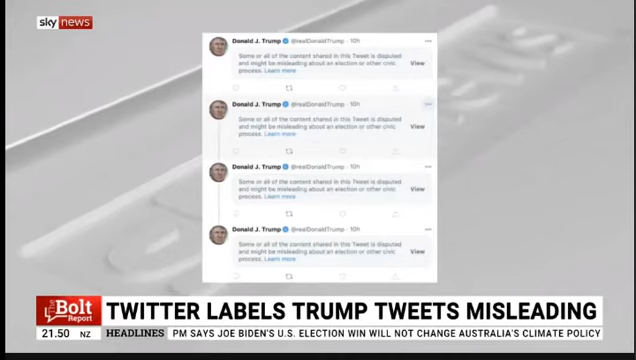 sky news
Donald J. Trump @realDonaldTrump · 10h
Some or all of the content shared in this Tweet is disputed
and might be misleading about an election or other civic
process. Learn more
View
Donald J. Trump @realDonaldTrump · 10h
Some or all of the content shared in this Tweet is disputed
and might be misleading about an election or other civic
process. Learn more
View
Donald J. Trump @realDonaldTrump · 10h
Some or all of the content shared in this Tweet is disputed
and might be misleading about an election or other civic
process. Learn more
View
Donald J. Trump @realDonaldTrump · 10h
Some or all of the content shared in this Tweet is disputed
and might be misleading about an election or other civic
process. Learn more
View
The Bolt Report
TWITTER LABELS TRUMP TWEETS MISLEADING
21.50 NZ
HEADLINES PM SAYS JOE BIDEN'S U.S. ELECTION WIN WILL NOT CHANGE AUSTRALIA'S CLIMATE POLICY